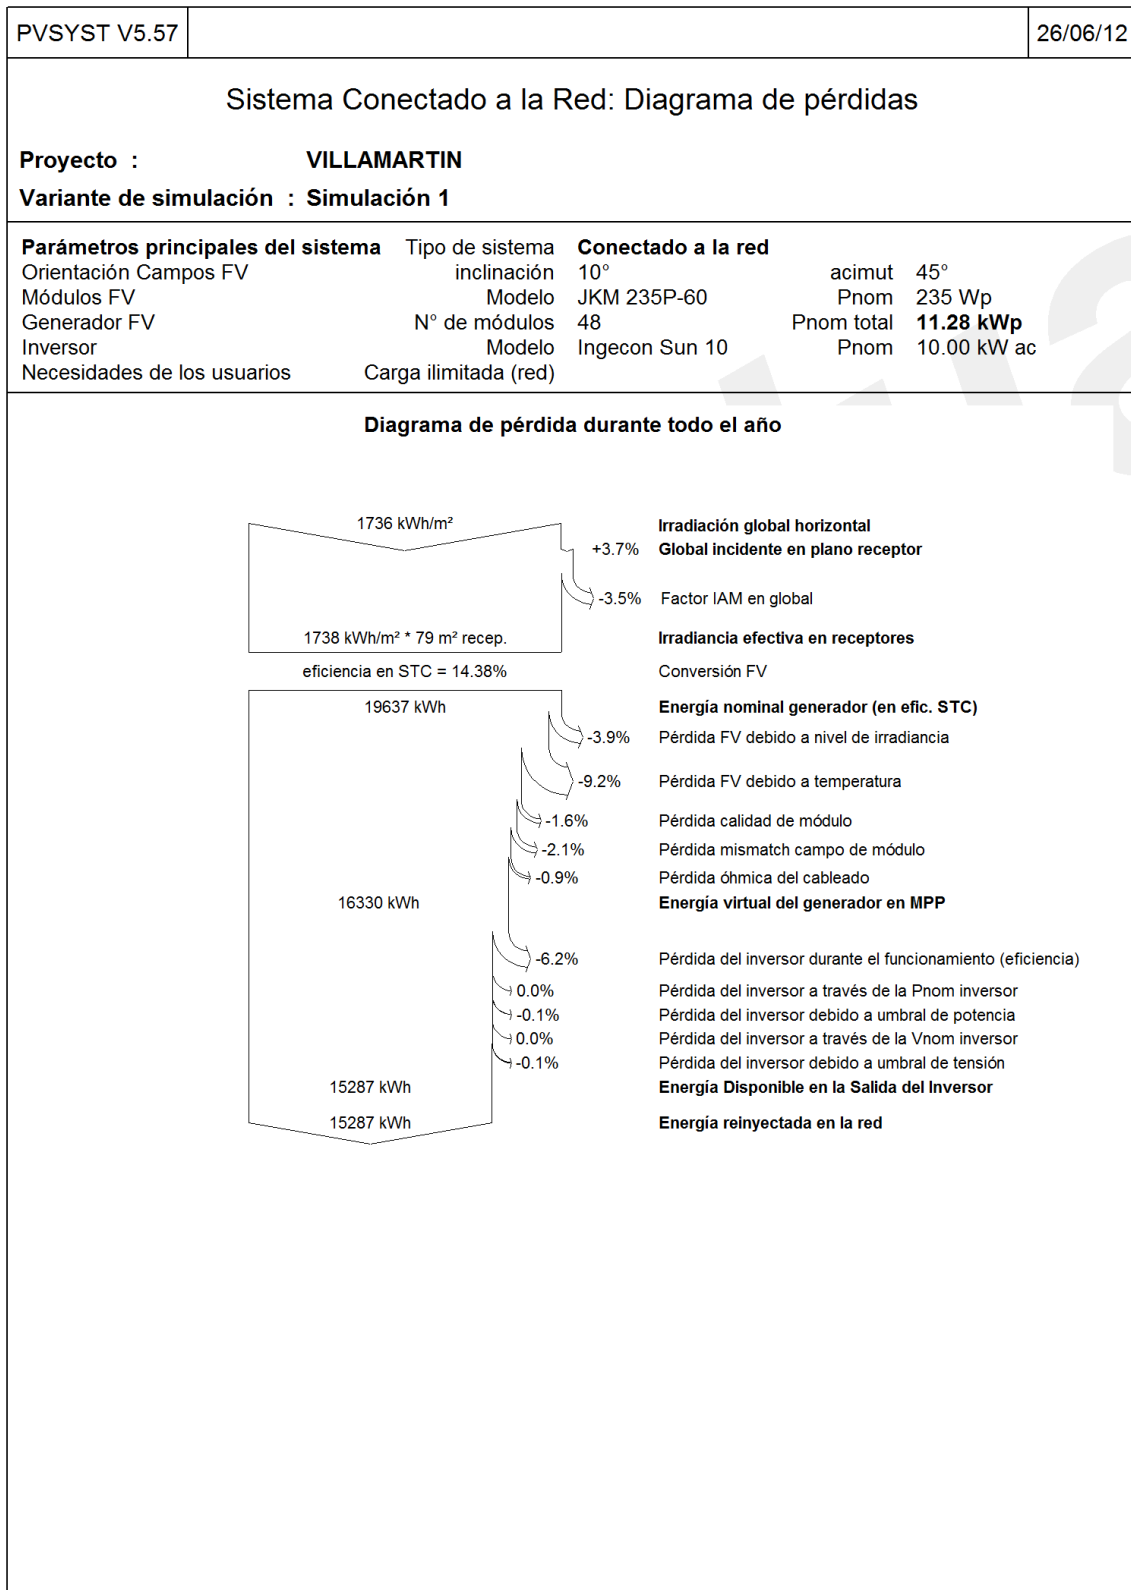 PVSYST V5.57
26/06/12
Sistema Conectado a la Red: Diagrama de pérdidas
Proyecto : VILLAMARTIN
Variante de simulación : Simulación 1
Parámetros principales del sistema Tipo de sistema Conectado a la red
Orientación Campos FV inclinación 10° acimut 45°
Módulos FV Modelo JKM 235P-60 Pnom 235 Wp
Generador FV N° de módulos 48 Pnom total 11.28 kWp
Inversor Modelo Ingecon Sun 10 Pnom 10.00 kW ac
Necesidades de los usuarios Carga ilimitada (red)
Diagrama de pérdida durante todo el año
1736 kWh/m² Irradiación global horizontal
+3.7% Global incidente en plano receptor
-3.5% Factor IAM en global
1738 kWh/m² * 79 m² recep. Irradiancia efectiva en receptores
eficiencia en STC = 14.38% Conversión FV
19637 kWh Energía nominal generador (en efic. STC)
-3.9% Pérdida FV debido a nivel de irradiancia
-9.2% Pérdida FV debido a temperatura
-1.6% Pérdida calidad de módulo
-2.1% Pérdida mismatch campo de módulo
-0.9% Pérdida óhmica del cableado
16330 kWh Energía virtual del generador en MPP
-6.2% Pérdida del inversor durante el funcionamiento (eficiencia)
0.0% Pérdida del inversor a través de la Pnom inversor
-0.1% Pérdida del inversor debido a umbral de potencia
0.0% Pérdida del inversor a través de la Vnom inversor
-0.1% Pérdida del inversor debido a umbral de tensión
15287 kWh Energía Disponible en la Salida del Inversor
15287 kWh Energía reinyectada en la red